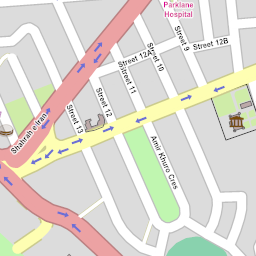 Parklane
Hospital
Street 12B
Street 9
Street 12A
Street 10
Street 11
Street 12
Street 13
Shahrah e Iran
Amir Khuro Cres